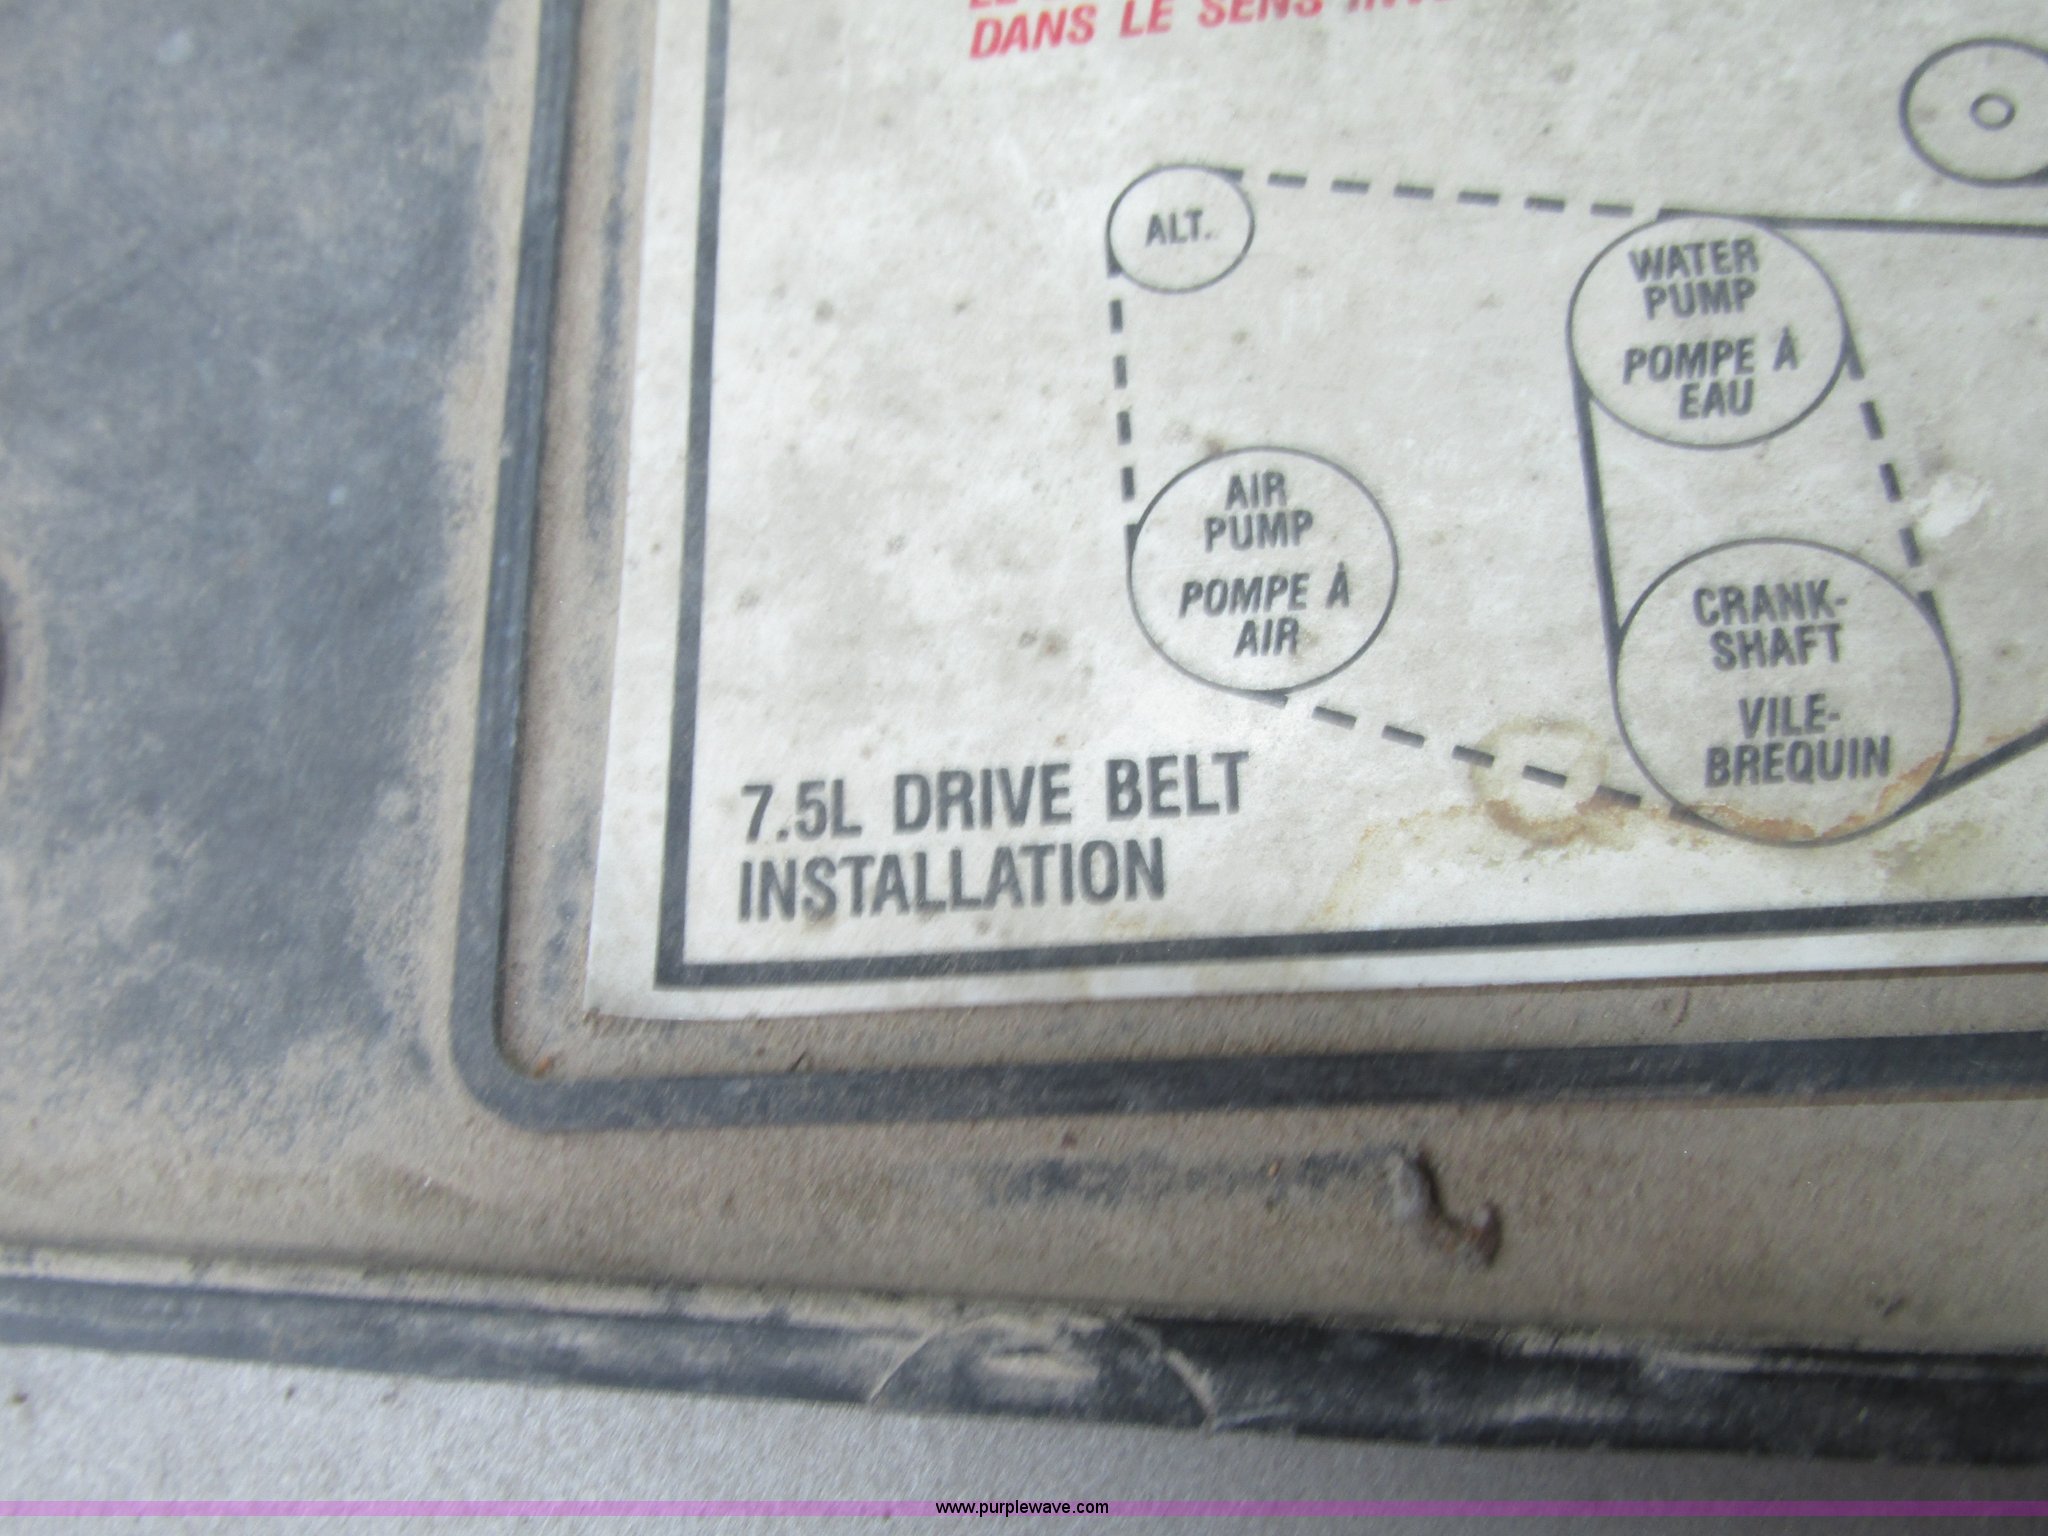 DANS LE SENS
ALT.
WATER
PUMP
POMPE À
EAU
AIR
PUMP
POMPE À
AIR
CRANK-
SHAFT
VILE-
BREQUIN
7.5L DRIVE BELT
INSTALLATION
www.purplewave.com